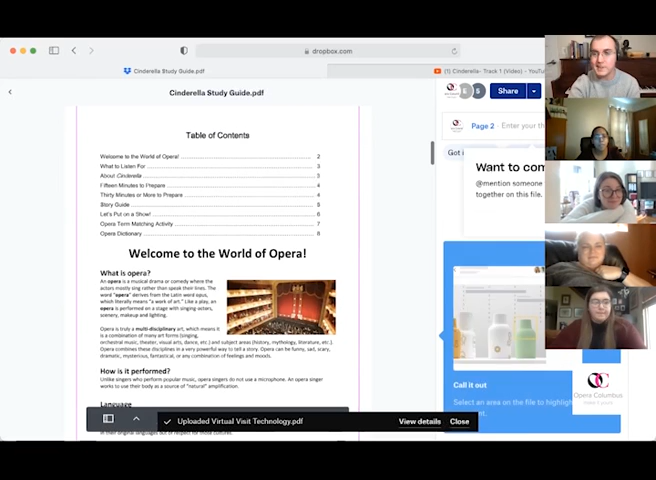 dropbox.com
Cinderella Study Guide.pdf
(1) Cinderella- Track 1 (Video) - YouTu
Cinderella Study Guide.pdf
Share
Page 2
Enter your th
Got i
Want to com
@mention someone
together on this file.
Table of Contents
Welcome to the World of Opera! 2
What to Listen For 3
About Cinderella 3
Fifteen Minutes to Prepare 4
Thirty Minutes or More to Prepare 4
Story Guide 5
Let's Put on a Show! 6
Opera Term Matching Activity 7
Opera Dictionary 8
Welcome to the World of Opera!
What is opera?
An opera is a musical drama or comedy where the
actors mostly sing rather than speak their lines. The
word "opera" derives from the Latin word opus,
which literally means "a work of art." Like a play, an
opera is performed on a stage with singing actors,
scenery, makeup and lighting.
Opera is truly a multi-disciplinary art, which means it
is a combination of many art forms (singing,
orchestral music, theater, visual arts, dance, etc.) and subject areas (history, mythology, literature, etc.).
Opera combines these disciplines in a very powerful way to tell a story. Opera can be funny, sad, scary,
dramatic, mysterious, fantastical, or any combination of feelings and moods.
How is it performed?
Unlike singers who perform popular music, opera singers do not use a microphone. An opera singer
works to use their body as a source of "natural" amplification.
Language
Call it out
Select an area on the file to highligh
Opera Columbus
Uploaded Virtual Visit Technology.pdf
View details
Close